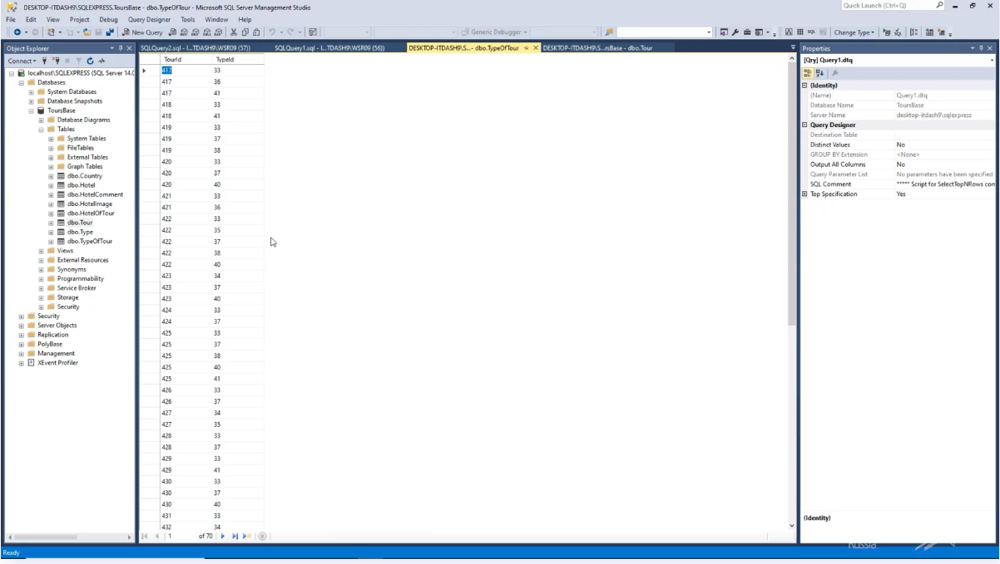 DESKTOP-ITDASH9\SQLEXPRESS.ToursBase - dbo.TypeOfTour - Microsoft SQL Server Management Studio
Quick Launch (Ctrl+Q)
File Edit View Project Debug Query Designer Tools Window Help
New Query Generic Debugger Change Type
Object Explorer
SQLQuery2.sql - l...TDASH9\WSR09 (57)) SQLQuery1.sql - l...TDASH9\WSR09 (56)) DESKTOP-ITDASH9\S...- dbo.TypeOfTour DESKTOP-ITDASH9\S...rsBase - dbo.Tour
Connect
localhost\SQLEXPRESS (SQL Server 14.0
Databases
System Databases
Database Snapshots
ToursBase
Database Diagrams
Tables
System Tables
FileTables
External Tables
Graph Tables
dbo.Country
dbo.Hotel
dbo.HotelComment
dbo.HotelImage
dbo.HotelOfTour
dbo.Tour
dbo.Type
dbo.TypeOfTour
Views
External Resources
Synonyms
Programmability
Service Broker
Storage
Security
Security
Server Objects
Replication
PolyBase
Management
XEvent Profiler
TourId TypeId
417 33
417 36
417 41
418 33
418 41
419 33
419 37
419 38
420 33
420 37
420 40
421 33
421 36
422 33
422 35
422 37
422 38
422 40
423 34
423 37
423 40
424 33
424 37
425 33
425 37
425 38
425 40
425 41
426 33
426 37
427 34
427 35
428 33
428 37
429 33
429 41
430 33
430 37
430 40
431 33
432 34
1 of 70
Properties
[Qry] Query1.dtq
(Identity)
(Name) Query1.dtq
Database Name ToursBase
Server Name desktop-itdash9\sqlexpress
Query Designer
Destination Table
Distinct Values No
GROUP BY Extension <None>
Output All Columns No
Query Parameter List No parameters have been specified
SQL Comment ***** Script for SelectTopNRows con
Top Specification Yes
(Identity)
Russia
Ready